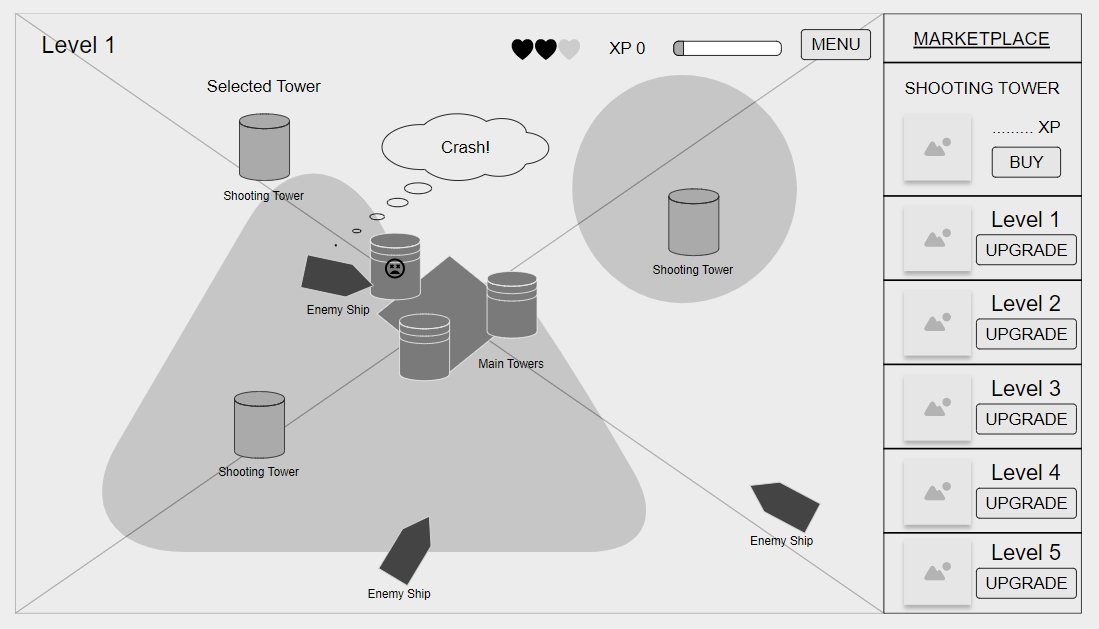 Level 1
XP 0
MENU
Selected Tower
Shooting Tower
Crash!
Shooting Tower
Enemy Ship
Main Towers
Shooting Tower
Enemy Ship
Enemy Ship
MARKETPLACE
SHOOTING TOWER
......... XP
BUY
Level 1
UPGRADE
Level 2
UPGRADE
Level 3
UPGRADE
Level 4
UPGRADE
Level 5
UPGRADE